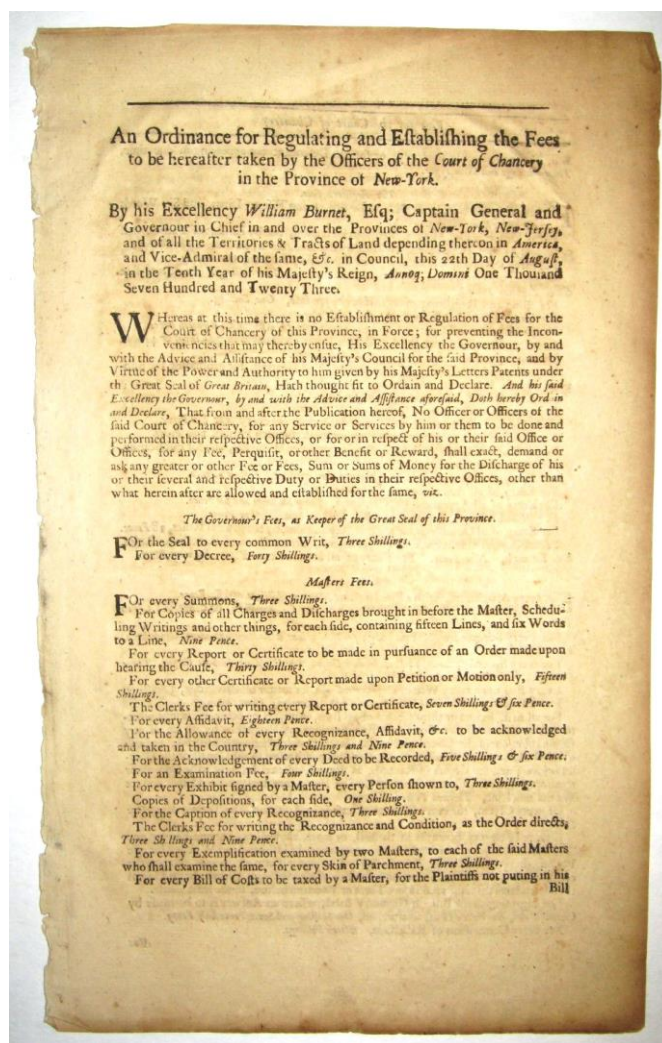 An Ordinance for Regulating and Eſtabliſhing the Fees
to be hereafter taken by the Officers of the Court of Chancery
in the Province of New-York.
By his Excellency William Burnet, Eſq; Captain General and
Governour in Chief in and over the Provinces of New-York, New-Jerſey,
and of all the Territories & Tracts of Land depending thereon in America,
and Vice-Admiral of the ſame, &c. in Council, this 22th Day of Auguſt,
in the Tenth Year of his Majeſty's Reign, Annoq; Domini One Thouſand
Seven Hundred and Twenty Three.
WHereas at this time there is no Eſtabliſhment or Regulation of Fees for the
Court of Chancery of this Province, in Force; for preventing the Incon-
veniencies that may thereby enſue, His Excellency the Governour, by and
with the Advice and Aſſiſtance of his Majeſty's Council for the ſaid Province, and by
Virtue of the Power and Authority to him given by his Majeſty's Letters Patents under
th Great Seal of Great Britain, Hath thought fit to Ordain and Declare. And his ſaid
Excellency the Governour, by and with the Advice and Aſſiſtance aforeſaid, Doth hereby Ord in
and Declare, That from and after the Publication hereof, No Officer or Officers of the
ſaid Court of Chancery, for any Service or Services by him or them to be done and
performed in their reſpective Offices, or for or in reſpect of his or their ſaid Office or
Offices, for any Fee, Perquiſit, or other Benefit or Reward, ſhall exact, demand or
ask any greater or other Fee or Fees, Sum or Sums of Money for the Diſcharge of his
or their ſeveral and reſpective Duty or Duties in their reſpective Offices, other than
what herein after are allowed and eſtabliſhed for the ſame, viz.
The Governour's Fees, as Keeper of the Great Seal of this Province.
FOr the Seal to every common Writ, Three Shillings.
For every Decree, Forty Shillings.
Maſters Fees.
FOr every Summons, Three Shillings.
For Copies of all Charges and Diſcharges brought in before the Maſter, Schedu-
ling Writings and other things, for each ſide, containing fifteen Lines, and ſix Words
to a Line, Nine Pence.
For every Report or Certificate to be made in purſuance of an Order made upon
hearing the Cauſe, Thirty Shillings.
For every other Certificate or Report made upon Petition or Motion only, Fifteen
Shillings.
The Clerks Fee for writing every Report or Certificate, Seven Shillings & ſix Pence.
For every Affidavit, Eighteen Pence.
For the Allowance of every Recognizance, Affidavit, &c. to be acknowledged
and taken in the Country, Three Shillings and Nine Pence.
For the Acknowledgement of every Deed to be Recorded, Five Shillings & ſix Pence.
For an Examination Fee, Four Shillings.
For every Exhibit ſigned by a Maſter, every Perſon ſhown to, Three Shillings.
Copies of Depoſitions, for each ſide, One Shilling.
For the Caption of every Recognizance, Three Shillings.
The Clerks Fee for writing the Recognizance and Condition, as the Order directs,
Three Sh llings and Nine Pence.
For every Exemplification examined by two Maſters, to each of the ſaid Maſters
who ſhall examine the ſame, for every Skin of Parchment, Three Shillings.
For every Bill of Coſts to be taxed by a Maſter, for the Plaintiffs not puting in his
Bill